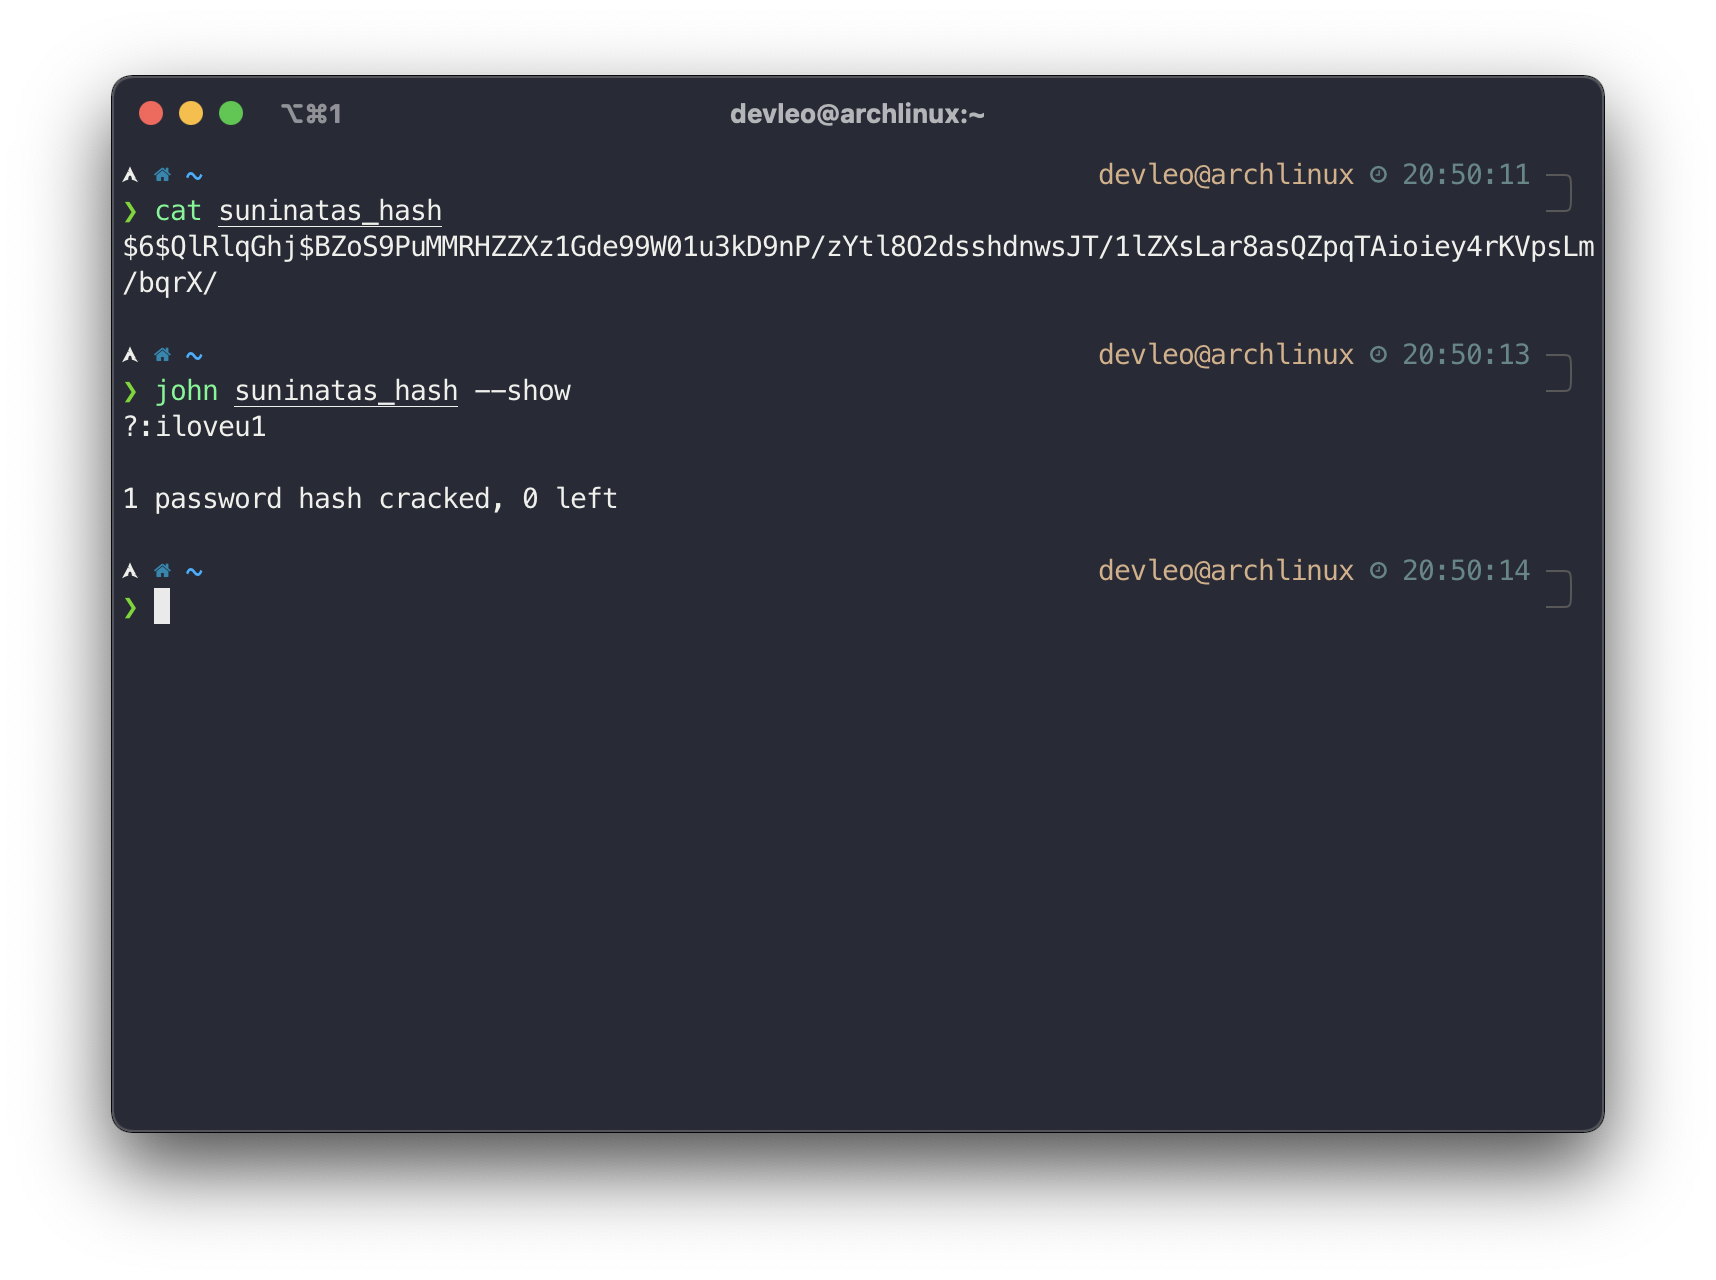 ⌥⌘1 devleo@archlinux:~
~ devleo@archlinux 20:50:11
❯ cat suninatas_hash
$6$QlRlqGhj$BZoS9PuMMRHZZXz1Gde99W01u3kD9nP/zYtl8O2dsshdnwsJT/1lZXsLar8asQZpqTAioiey4rKVpsLm
/bqrX/
~ devleo@archlinux 20:50:13
❯ john suninatas_hash --show
?:iloveu1
1 password hash cracked, 0 left
~ devleo@archlinux 20:50:14
❯